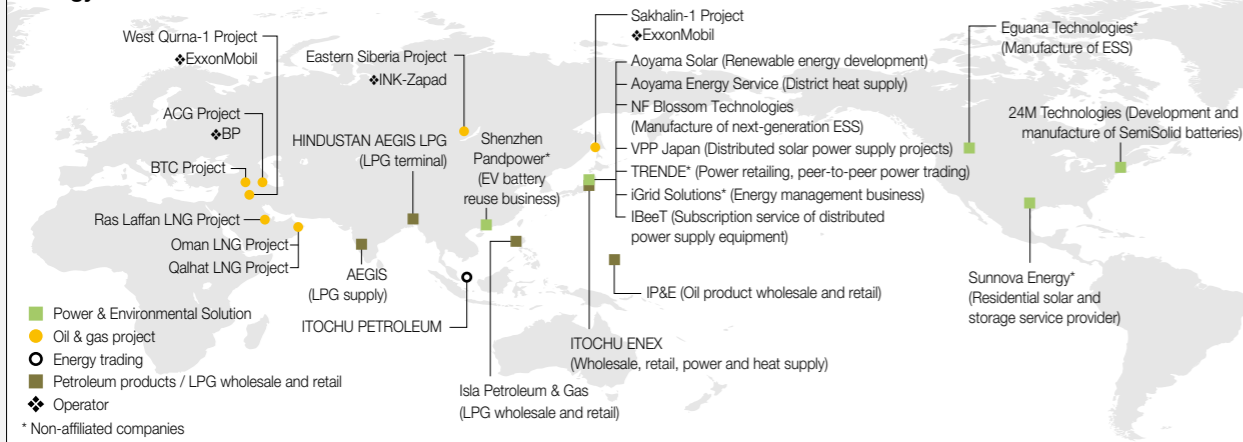 West Qurna-1 Project
❖ExxonMobil
ACG Project
❖BP
BTC Project
Ras Laffan LNG Project
Oman LNG Project
Qalhat LNG Project
Eastern Siberia Project
❖INK-Zapad
HINDUSTAN AEGIS LPG
(LPG terminal)
Shenzhen
Pandpower*
(EV battery
reuse business)
AEGIS
(LPG supply)
ITOCHU PETROLEUM
Sakhalin-1 Project
❖ExxonMobil
Aoyama Solar (Renewable energy development)
Aoyama Energy Service (District heat supply)
NF Blossom Technologies
(Manufacture of next-generation ESS)
VPP Japan (Distributed solar power supply projects)
TRENDE* (Power retailing, peer-to-peer power trading)
iGrid Solutions* (Energy management business)
IBeeT (Subscription service of distributed
power supply equipment)
IP&E (Oil product wholesale and retail)
ITOCHU ENEX
(Wholesale, retail, power and heat supply)
Isla Petroleum & Gas
(LPG wholesale and retail)
Eguana Technologies*
(Manufacture of ESS)
24M Technologies (Development and
manufacture of SemiSolid batteries)
Sunnova Energy*
(Residential solar and
storage service provider)
Power & Environmental Solution
Oil & gas project
Energy trading
Petroleum products / LPG wholesale and retail
❖ Operator
* Non-affiliated companies